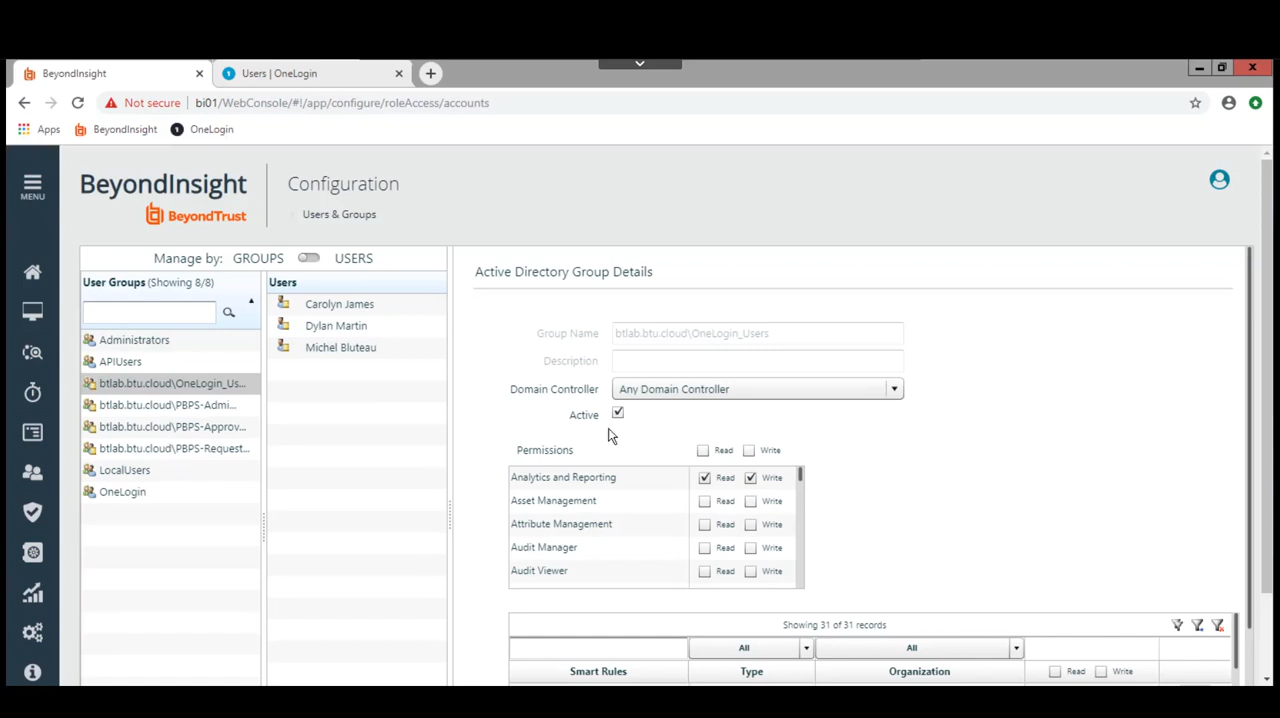 BeyondInsight
Users | OneLogin
Not secure
bi01/WebConsole/#!/app/configure/roleAccess/accounts
Apps
BeyondInsight
OneLogin
MENU
BeyondInsight
BeyondTrust
Configuration
Users & Groups
Manage by: GROUPS USERS
User Groups (Showing 8/8)
Administrators
APIUsers
btlab.btu.cloud\OneLogin_Us...
btlab.btu.cloud\PBPS-Admi...
btlab.btu.cloud\PBPS-Approv...
btlab.btu.cloud\PBPS-Request...
LocalUsers
OneLogin
Users
Carolyn James
Dylan Martin
Michel Bluteau
Active Directory Group Details
Group Name btlab.btu.cloud\OneLogin_Users
Description
Domain Controller Any Domain Controller
Active
Permissions Read Write
Analytics and Reporting Read Write
Asset Management Read Write
Attribute Management Read Write
Audit Manager Read Write
Audit Viewer Read Write
Showing 31 of 31 records
All All
Smart Rules Type Organization Read Write